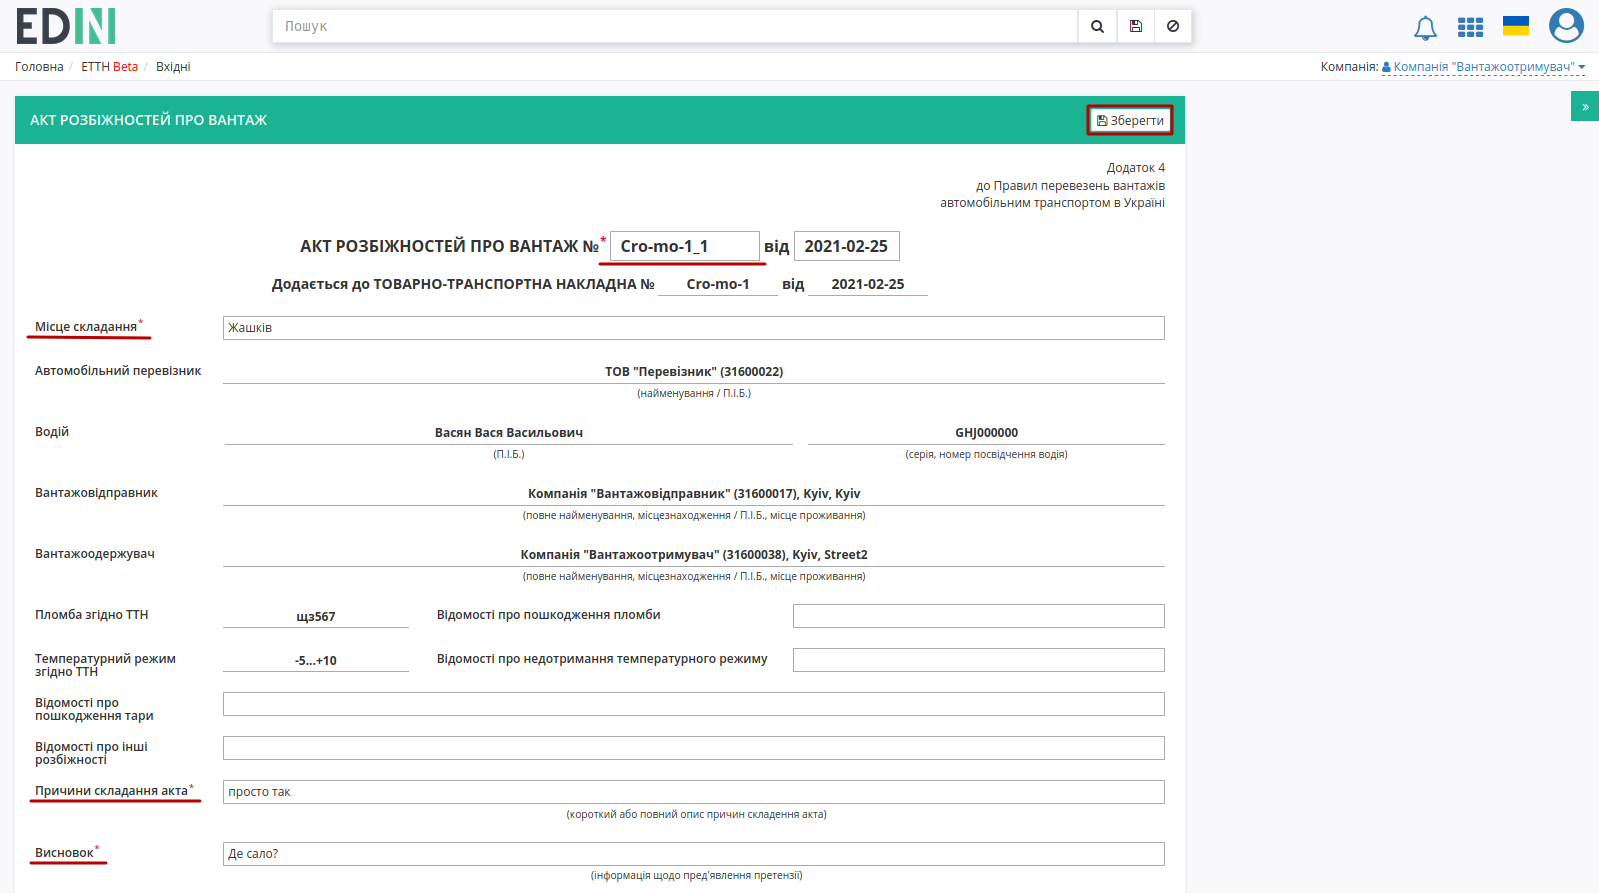 EDIN
Пошук
Головна / ЕТТН Beta / Вхідні
Компанія: Компанія "Вантажоотримувач"
»
АКТ РОЗБІЖНОСТЕЙ ПРО ВАНТАЖ
Зберегти
Додаток 4
до Правил перевезень вантажів
автомобільним транспортом в Україні
АКТ РОЗБІЖНОСТЕЙ ПРО ВАНТАЖ №* Cro-mo-1_1 від 2021-02-25
Додається до ТОВАРНО-ТРАНСПОРТНА НАКЛАДНА № Cro-mo-1 від 2021-02-25
Місце складання* Жашків
Автомобільний перевізник ТОВ "Перевізник" (31600022)
(найменування / П.І.Б.)
Водій Васян Вася Васильович GHJ000000
(П.І.Б.) (серія, номер посвідчення водія)
Вантажовідправник Компанія "Вантажовідправник" (31600017), Kyiv, Kyiv
(повне найменування, місцезнаходження / П.І.Б., місце проживання)
Вантажоодержувач Компанія "Вантажоотримувач" (31600038), Kyiv, Street2
(повне найменування, місцезнаходження / П.І.Б., місце проживання)
Пломба згідно ТТН щз567 Відомості про пошкодження пломби
Температурний режим
згідно ТТН -5...+10 Відомості про недотримання температурного режиму
Відомості про
пошкодження тари
Відомості про інші
розбіжності
Причини складання акта* просто так
(короткий або повний опис причин складення акта)
Висновок* Де сало?
(інформація щодо пред'явлення претензії)